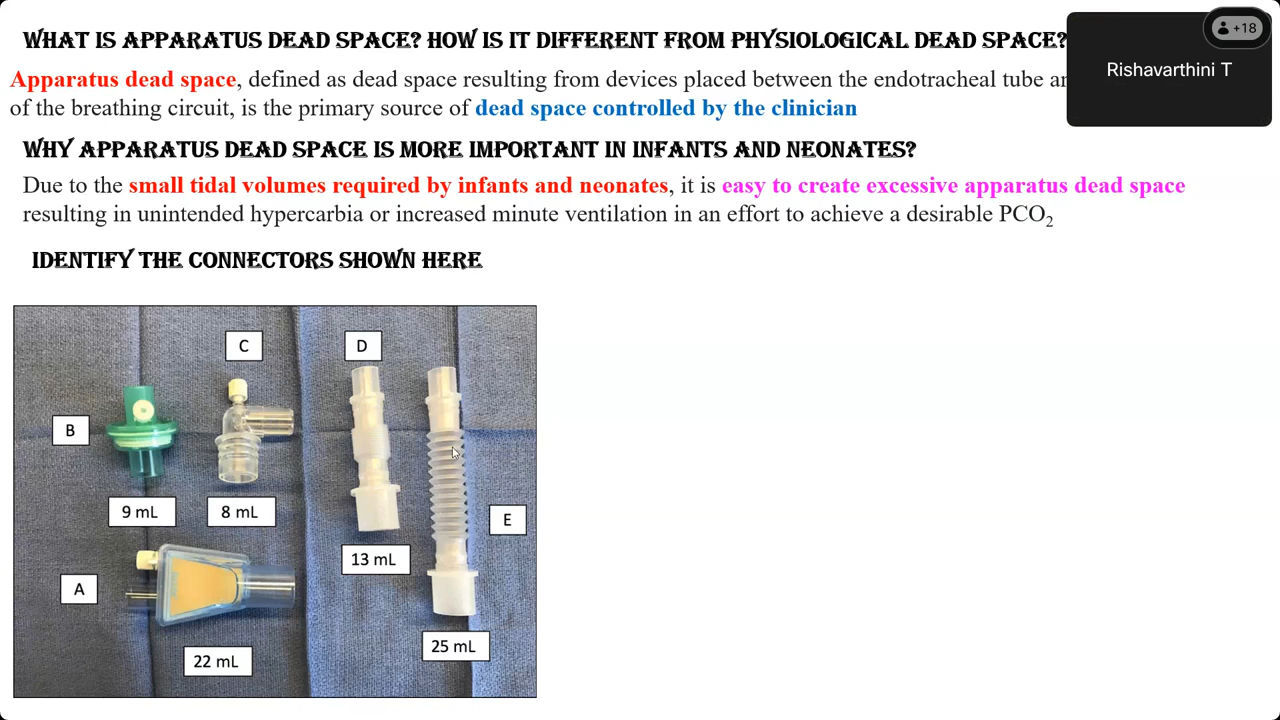 WHAT IS APPARATUS DEAD SPACE? HOW IS IT DIFFERENT FROM PHYSIOLOGICAL DEAD SPACE?
+18
Rishavarthini T
Apparatus dead space, defined as dead space resulting from devices placed between the endotracheal tube
of the breathing circuit, is the primary source of dead space controlled by the clinician
WHY APPARATUS DEAD SPACE IS MORE IMPORTANT IN INFANTS AND NEONATES?
Due to the small tidal volumes required by infants and neonates, it is easy to create excessive apparatus dead space
resulting in unintended hypercarbia or increased minute ventilation in an effort to achieve a desirable PCO₂
IDENTIFY THE CONNECTORS SHOWN HERE
C
D
B
9 mL
8 mL
E
13 mL
A
25 mL
22 mL